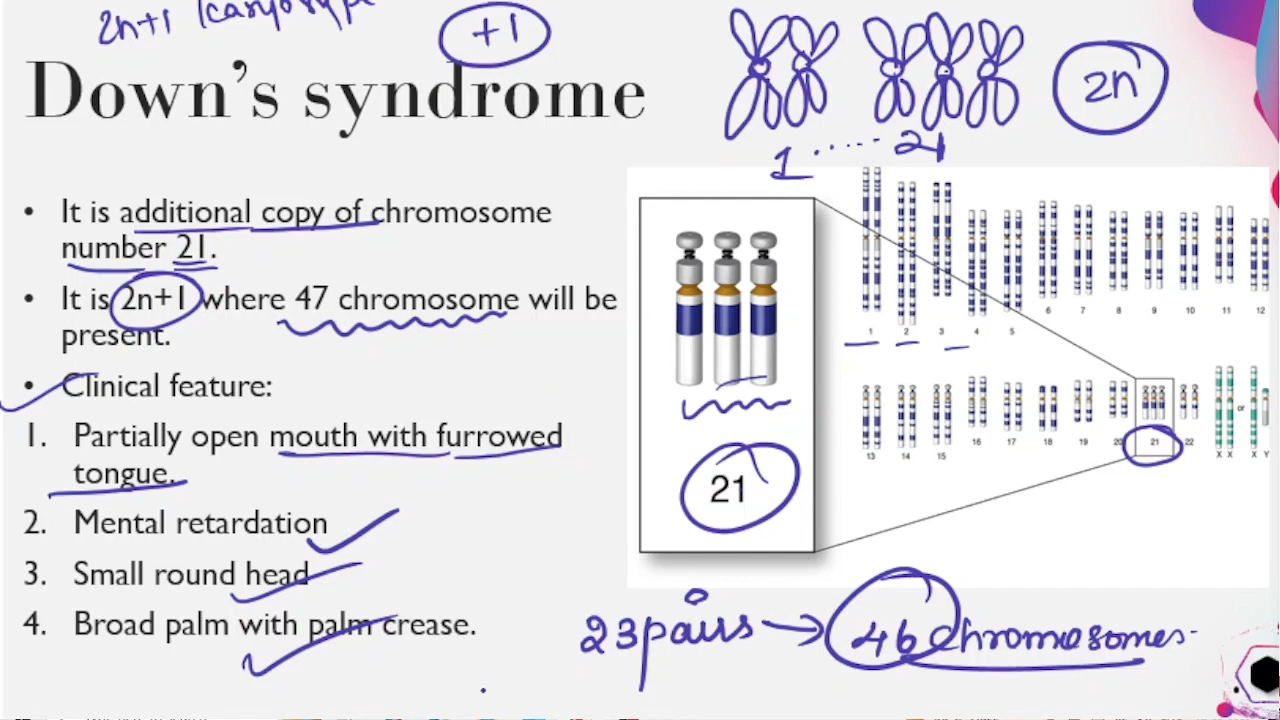 2n+1 karyotype
+1
Down's syndrome
2n
1 ..... 21
• It is additional copy of chromosome
number 21.
• It is 2n+1 where 47 chromosome will be
present.
• Clinical feature:
1. Partially open mouth with furrowed
tongue.
2. Mental retardation
3. Small round head
4. Broad palm with palm crease.
21
1 2 3 4 5 6 7 8 9 10 11 12
13 14 15 16 17 18 19 20 21 22 X X or X Y
23 pairs → 46 chromosomes